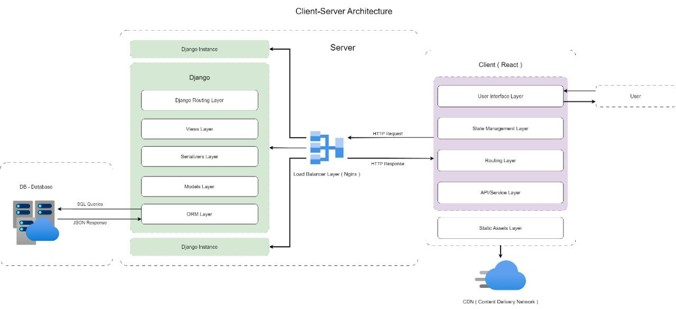 Client-Server Architecture
Server
Django Instance
Django
Django Routing Layer
Views Layer
Serializers Layer
Models Layer
ORM Layer
Django Instance
DB - Database
SQL Queries
JSON Response
Load Balancer Layer ( Nginx )
HTTP Request
HTTP Response
Client ( React )
User Interface Layer
State Management Layer
Routing Layer
API/Service Layer
Static Assets Layer
User
CDN ( Content Delivery Network )